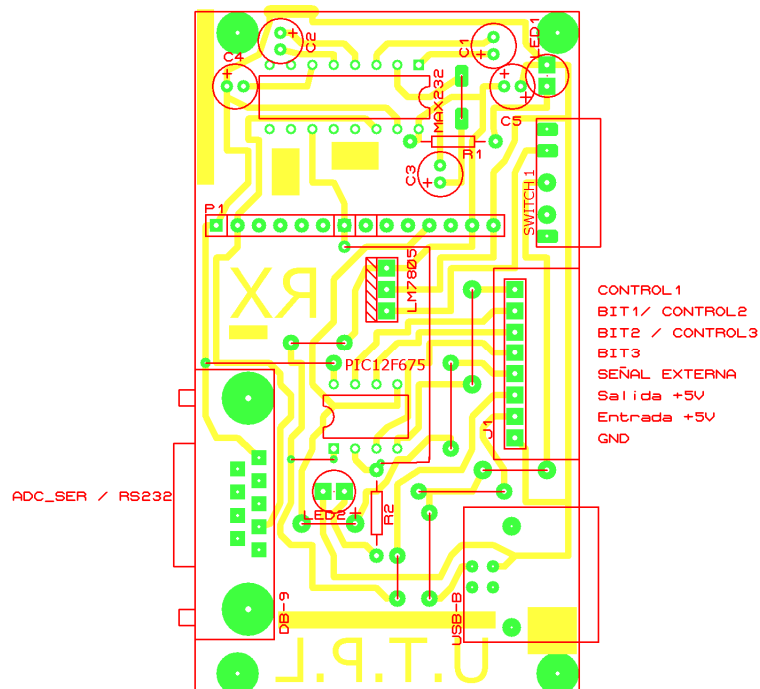 C2
C1
LED1
C4
MAX232
C5
R1
C3
SWITCH 1
P1
LM7805
RX
CONTROL1
BIT1/ CONTROL2
BIT2 / CONTROL3
BIT3
SEÑAL EXTERNA
Salida +5V
Entrada +5V
GND
PIC12F675
J1
ADC_SER / RS232
LED2
R2
DB-9
USB-B
U.T.P.L